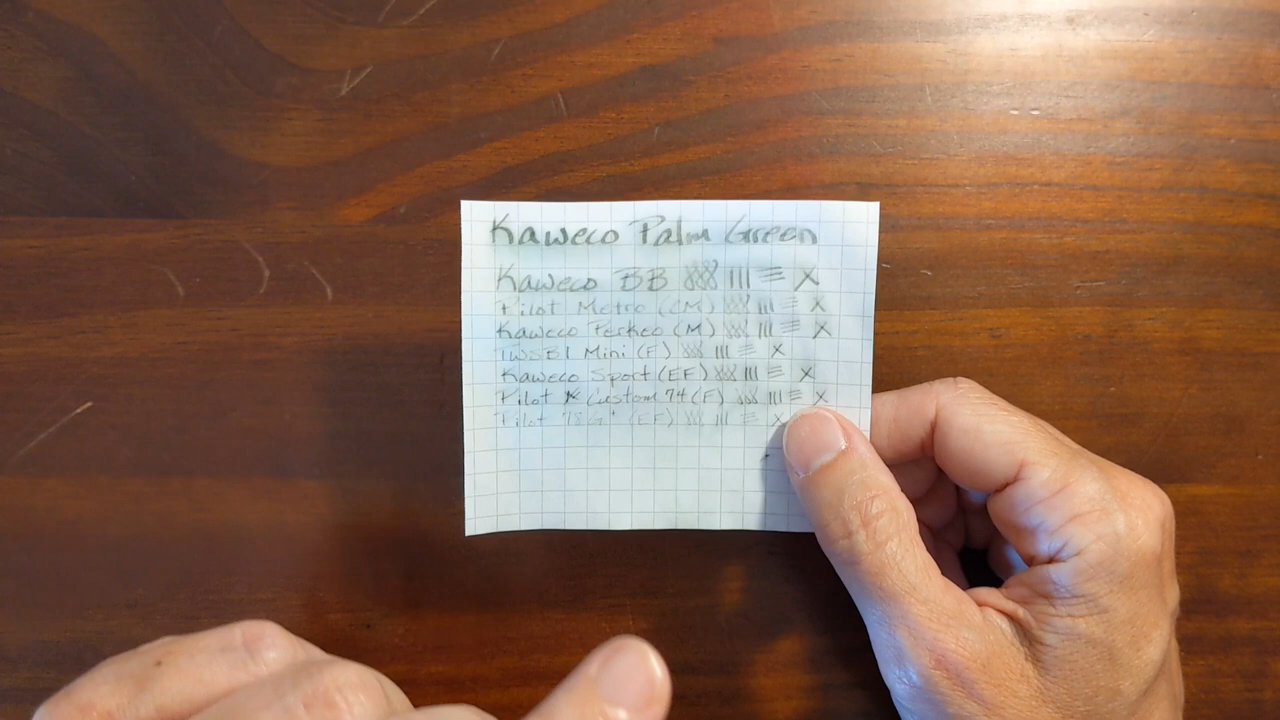 Kaweco Palm Green
Kaweco BB X
Pilot Metro (CM) X
Kaweco Perkeo (M) X
TWSBI Mini (F) X
Kaweco Sport (EF) X
Pilot Custom 74 (F) X
Pilot 78G (EF) X